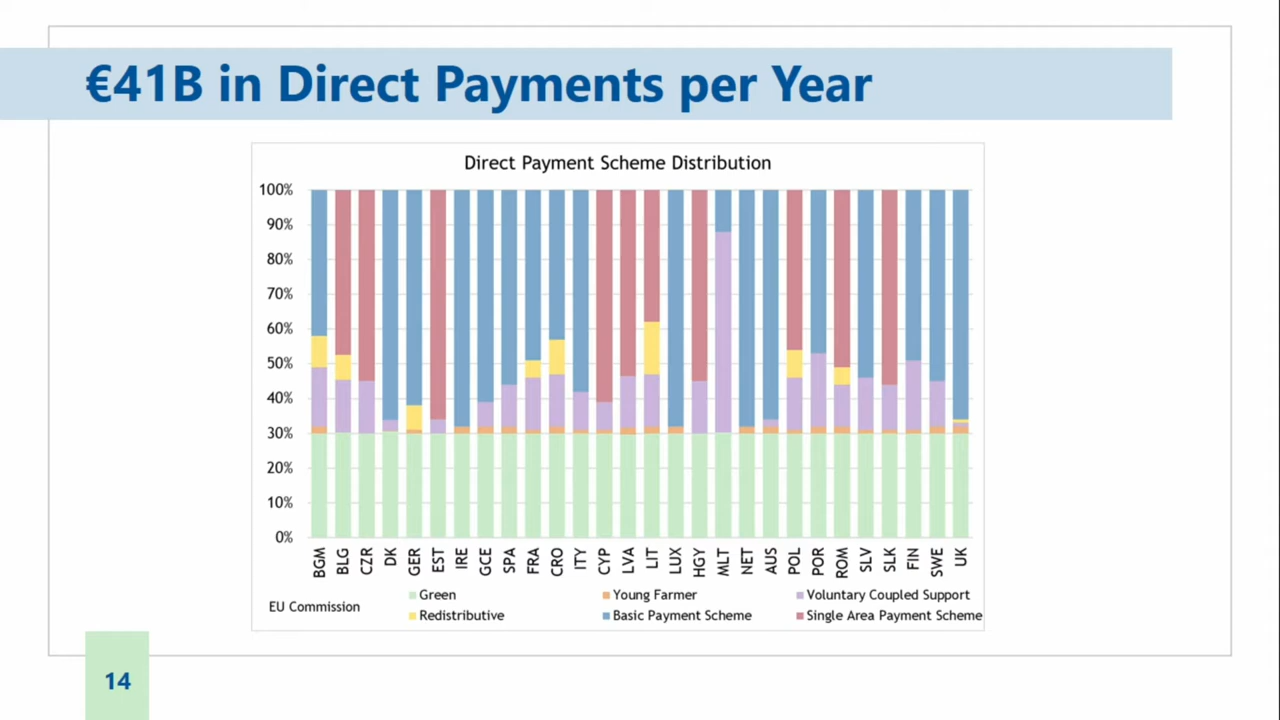 €41B in Direct Payments per Year
Direct Payment Scheme Distribution
100%
90%
80%
70%
60%
50%
40%
30%
20%
10%
0%
BGM BLG CZR DK GER EST IRE GCE SPA FRA CRO ITY CYP LVA LIT LUX HGY MLT NET AUS POL POR ROM SLV SLK FIN SWE UK
EU Commission
Green Young Farmer Voluntary Coupled Support
Redistributive Basic Payment Scheme Single Area Payment Scheme
14